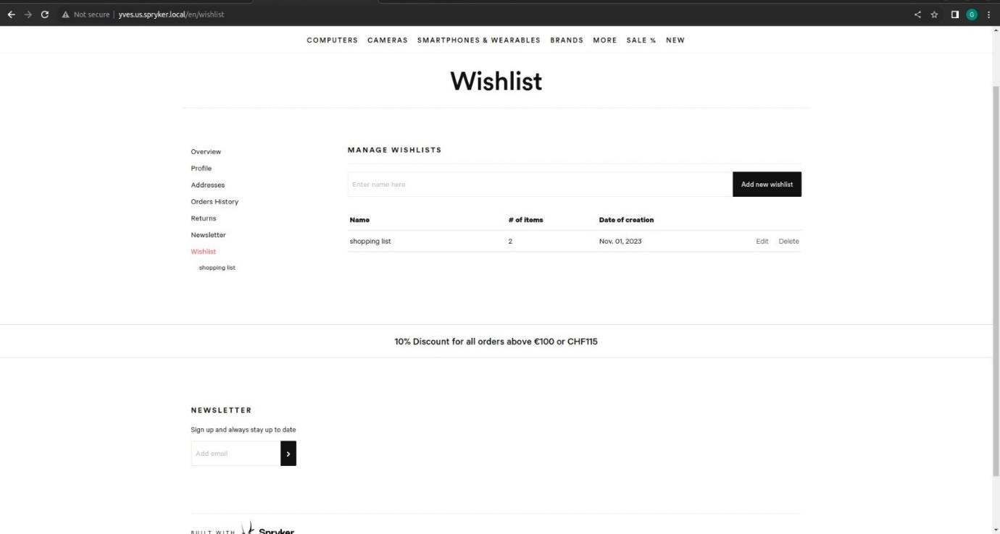 Not secure | yves.us.spryker.local/en/wishlist
G
COMPUTERS CAMERAS SMARTPHONES & WEARABLES BRANDS MORE SALE % NEW
Wishlist
Overview
Profile
Addresses
Orders History
Returns
Newsletter
Wishlist
shopping list
MANAGE WISHLISTS
Enter name here Add new wishlist
Name # of items Date of creation
shopping list 2 Nov. 01, 2023 Edit Delete
10% Discount for all orders above €100 or CHF115
NEWSLETTER
Sign up and always stay up to date
Add email
BUILT WITH Spryker